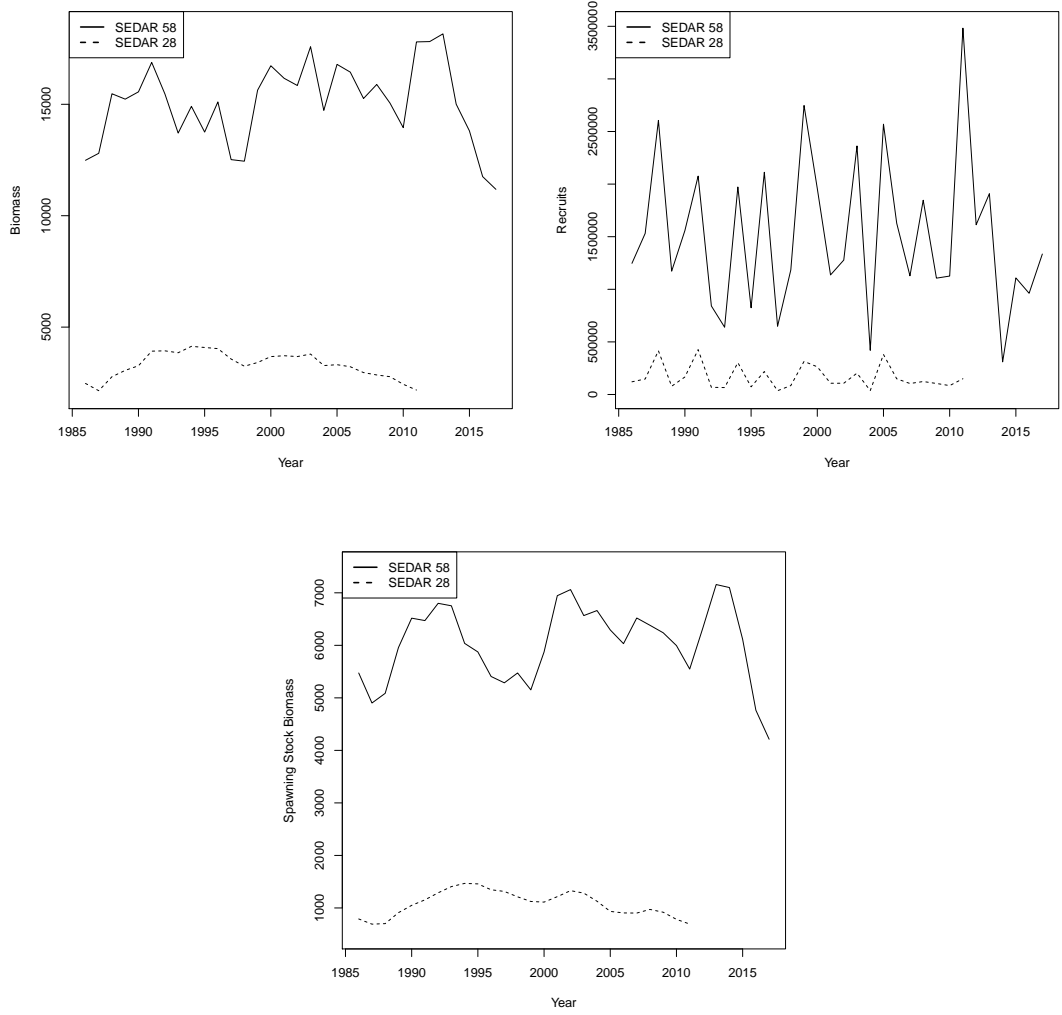 SEDAR 58
SEDAR 28
Biomass
5000
10000
15000
1985 1990 1995 2000 2005 2010 2015
Year
SEDAR 58
SEDAR 28
Recruits
0
500000
1500000
2500000
3500000
1985 1990 1995 2000 2005 2010 2015
Year
SEDAR 58
SEDAR 28
Spawning Stock Biomass
1000
2000
3000
4000
5000
6000
7000
1985 1990 1995 2000 2005 2010 2015
Year